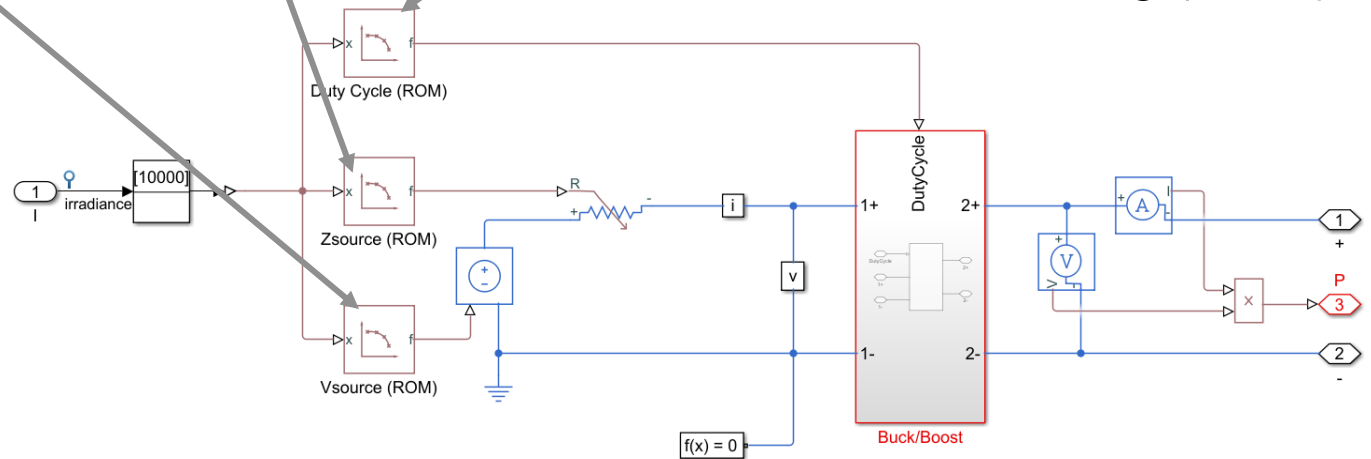 x
f
Duty Cycle (ROM)
1
I
irradiance
[10000]
x
f
Zsource (ROM)
R
+
-
i
v
+
-
x
f
Vsource (ROM)
f(x) = 0
DutyCycle
1+
2+
1-
2-
DutyCycle
Buck/Boost
+
A
I
-
+
V
V
-
x
1
+
P
3
2
-